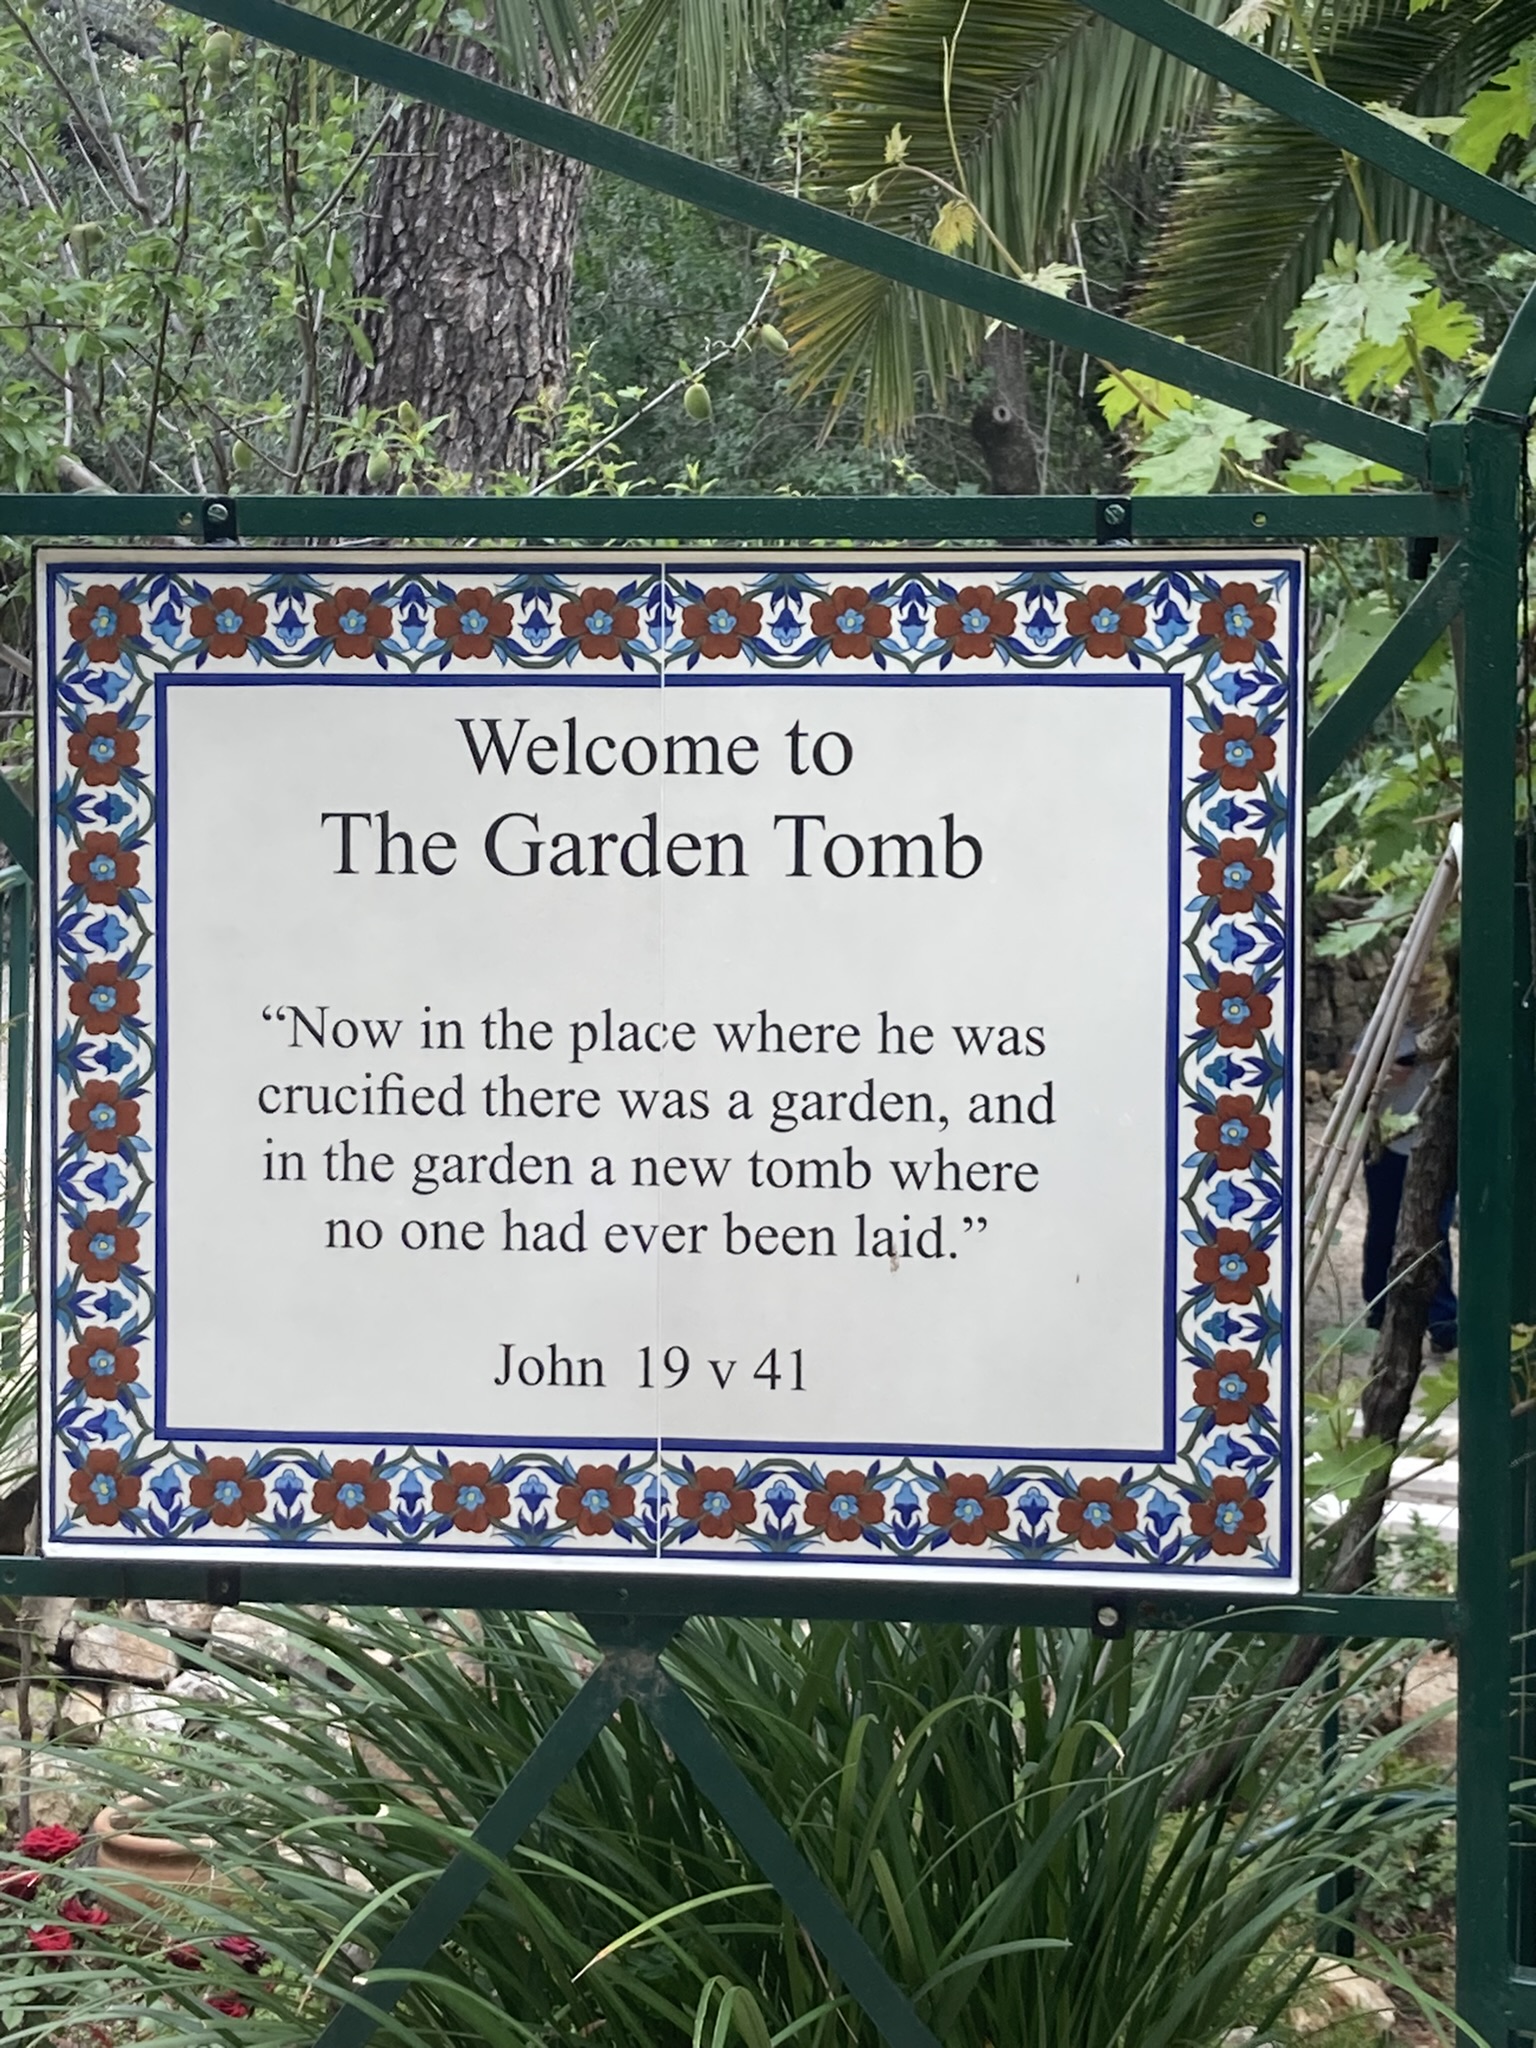 Welcome to
The Garden Tomb
“Now in the place where he was
crucified there was a garden, and
in the garden a new tomb where
no one had ever been laid.”
John 19 v 41